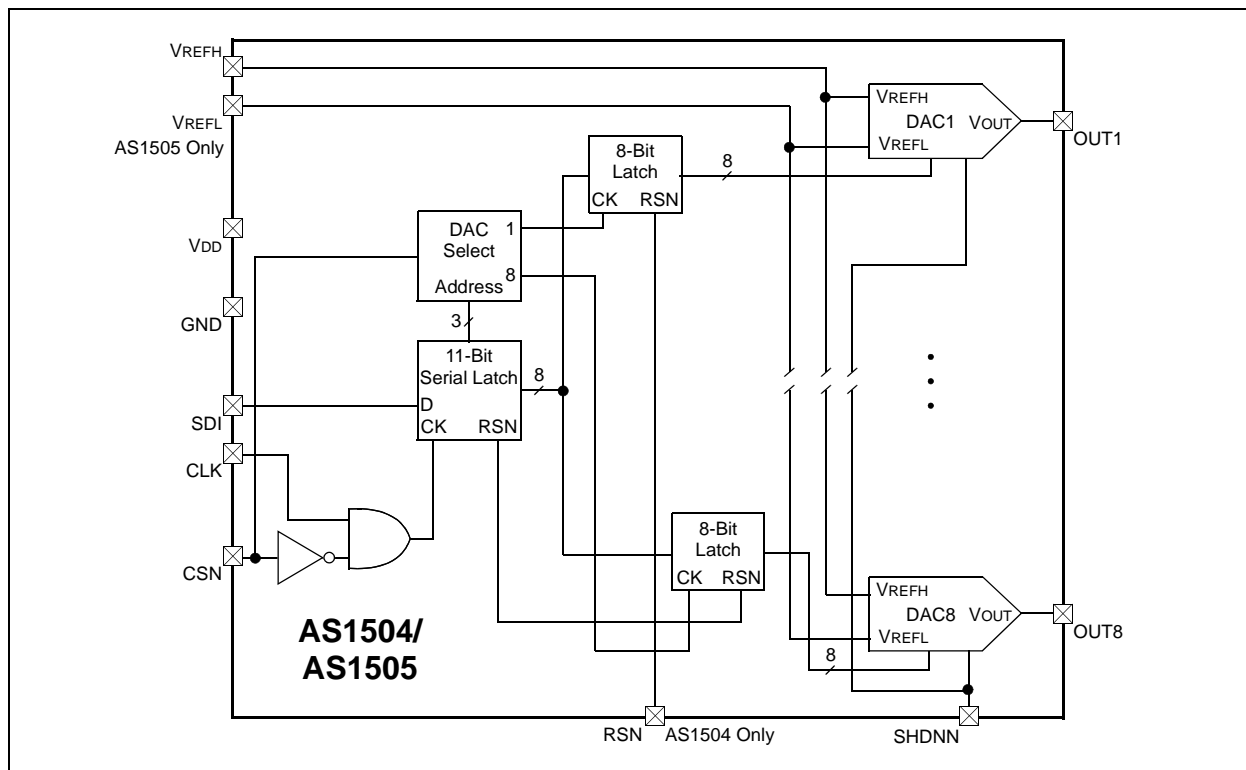 VREFH
VREFL
AS1505 Only
VDD
GND
SDI
CLK
CSN
DAC
Select
1
8
Address
3
11-Bit
Serial Latch
8
D
CK RSN
8-Bit
Latch
CK RSN
8
8-Bit
Latch
CK RSN
8
VREFH
DAC1 VOUT
VREFL
OUT1
VREFH
DAC8 VOUT
VREFL
OUT8
AS1504/
AS1505
RSN AS1504 Only
SHDNN